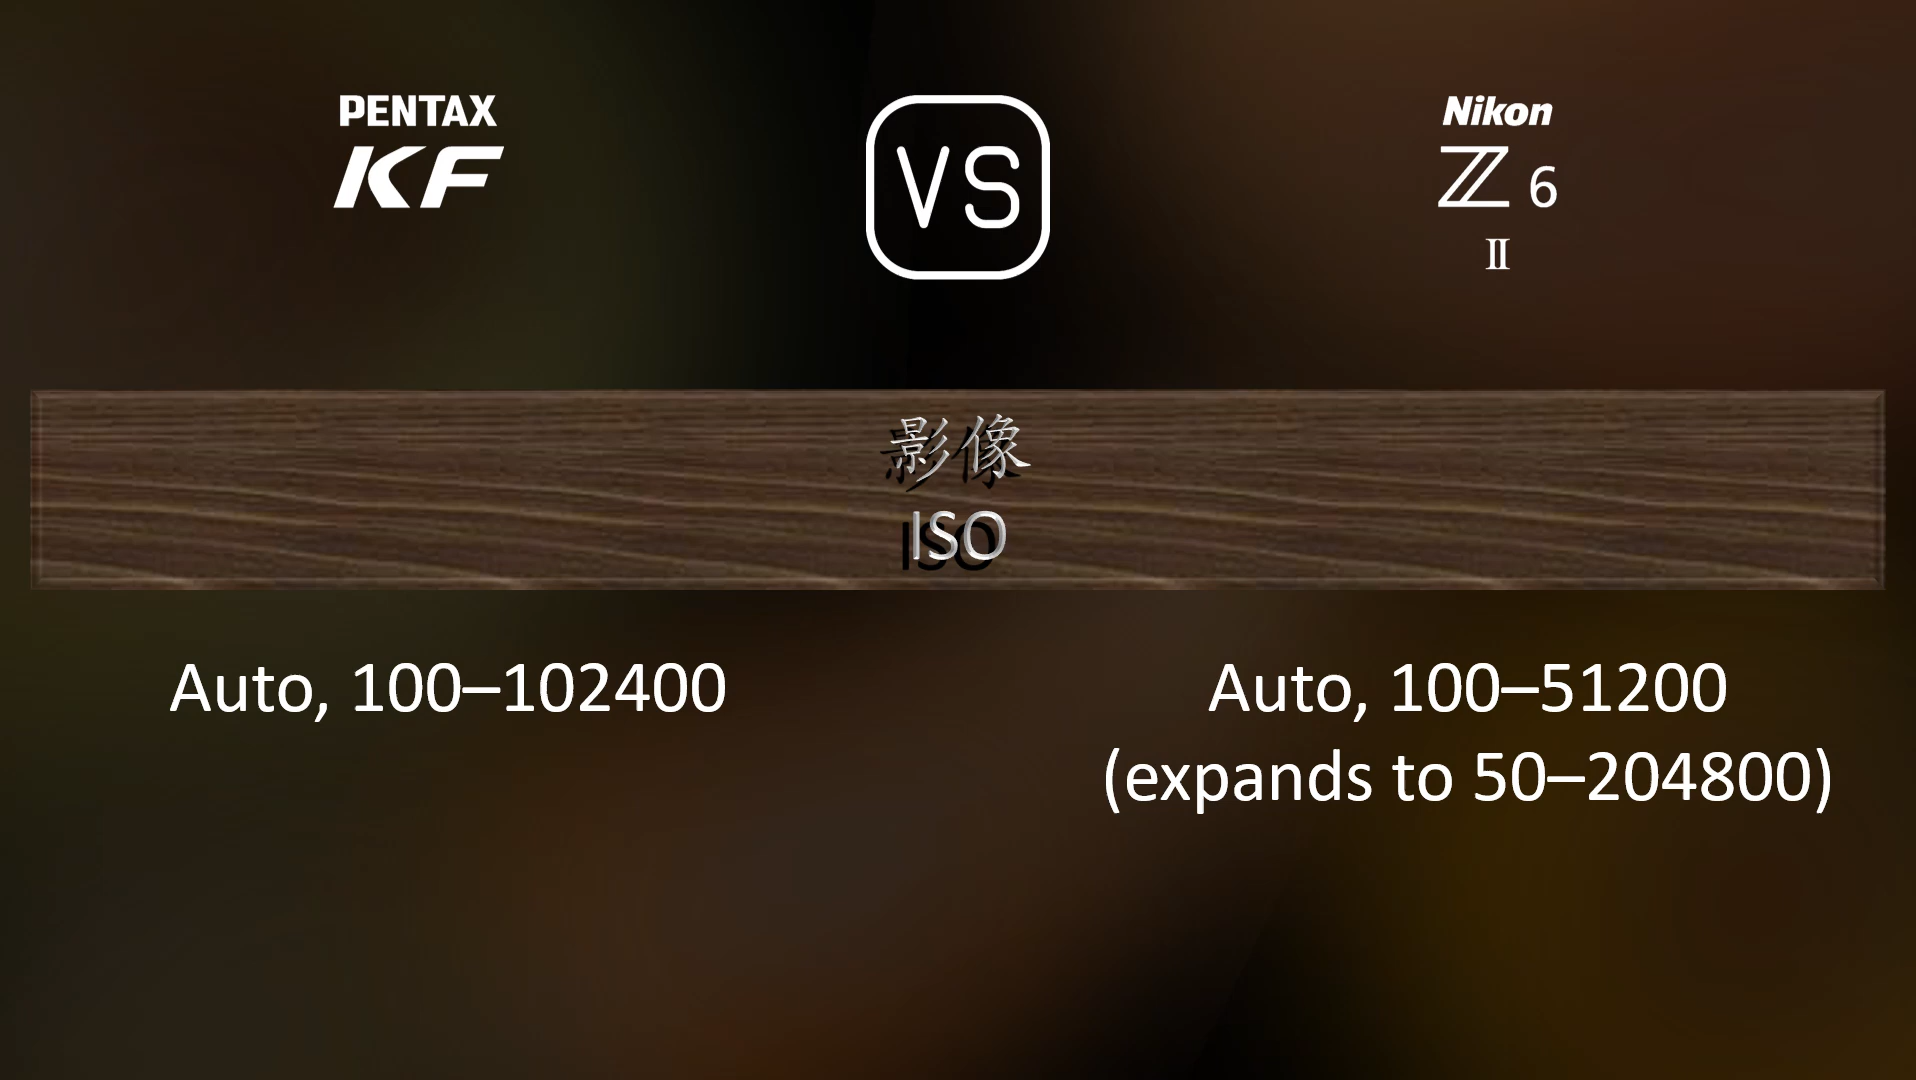 PENTAX
KF
VS
Nikon
Z 6
II
影像
ISO
Auto, 100–102400
Auto, 100–51200
(expands to 50–204800)